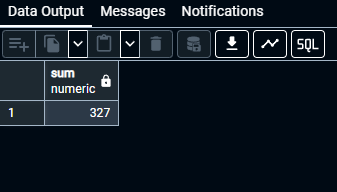 Data Output Messages Notifications
SQL
sum
numeric
1 327